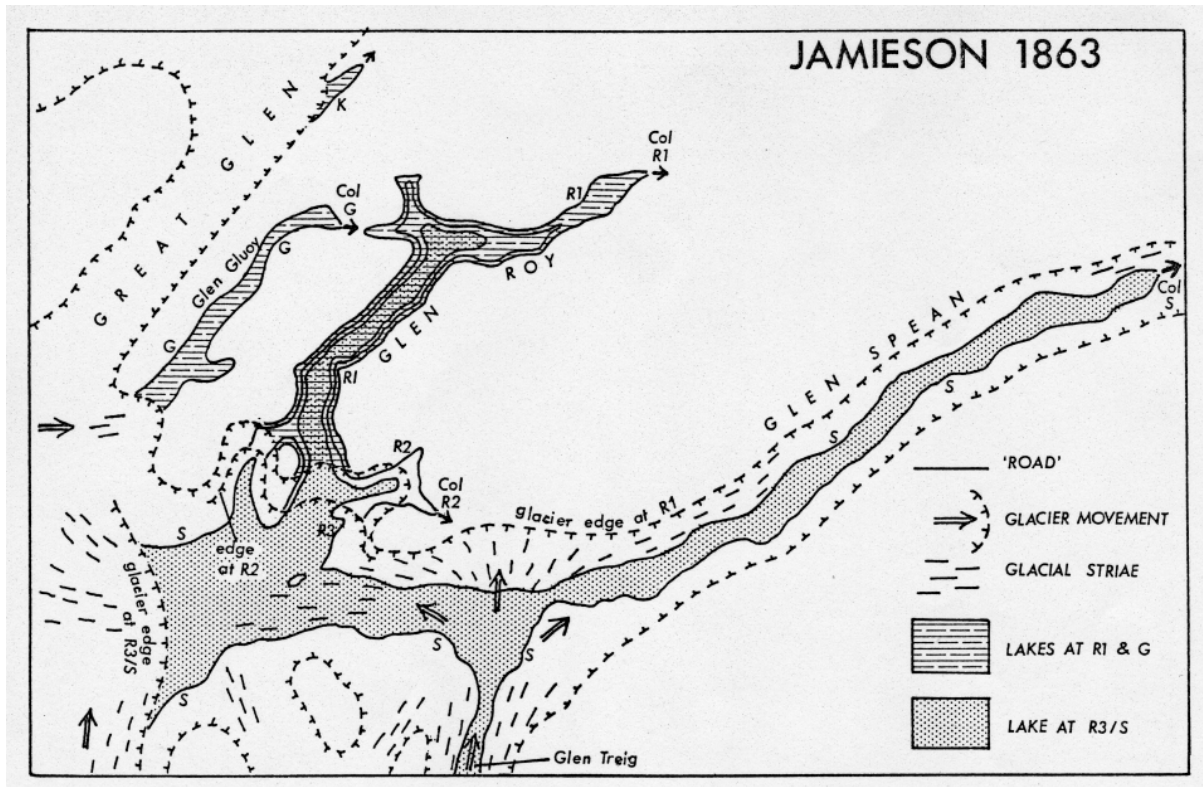 JAMIESON 1863
GREAT GLEN
K
Col
R1
R1
Col
G
G
Glen Gluoy
G
ROY
GLEN
R1
GLEN SPEAN
Col
S
S
S
R2
Col
R2
glacier edge at R1
R3
S
edge
at R2
glacier edge
at R3/S
S
S
S
Glen Treig
'ROAD'
GLACIER MOVEMENT
GLACIAL STRIAE
LAKES AT R1 & G
LAKE AT R3/S